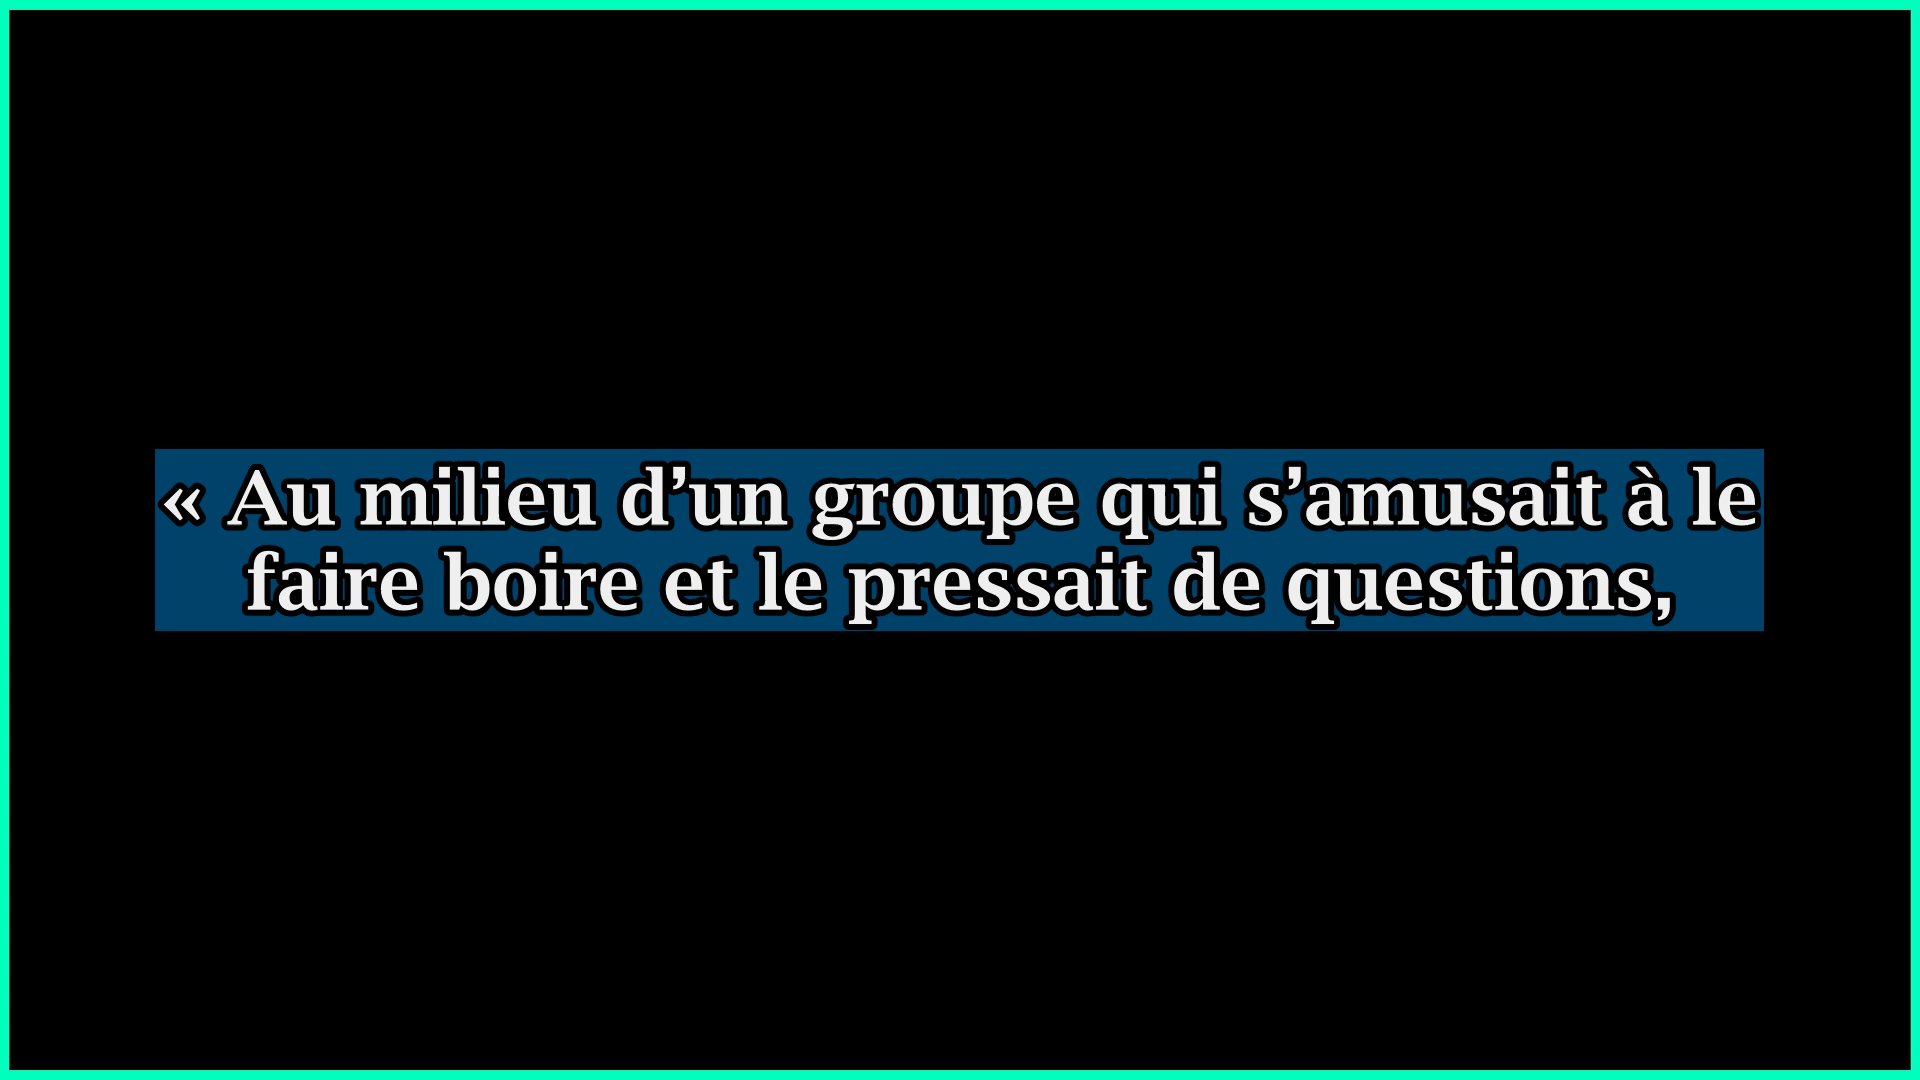 « Au milieu d’un groupe qui s’amusait à le
faire boire et le pressait de questions,